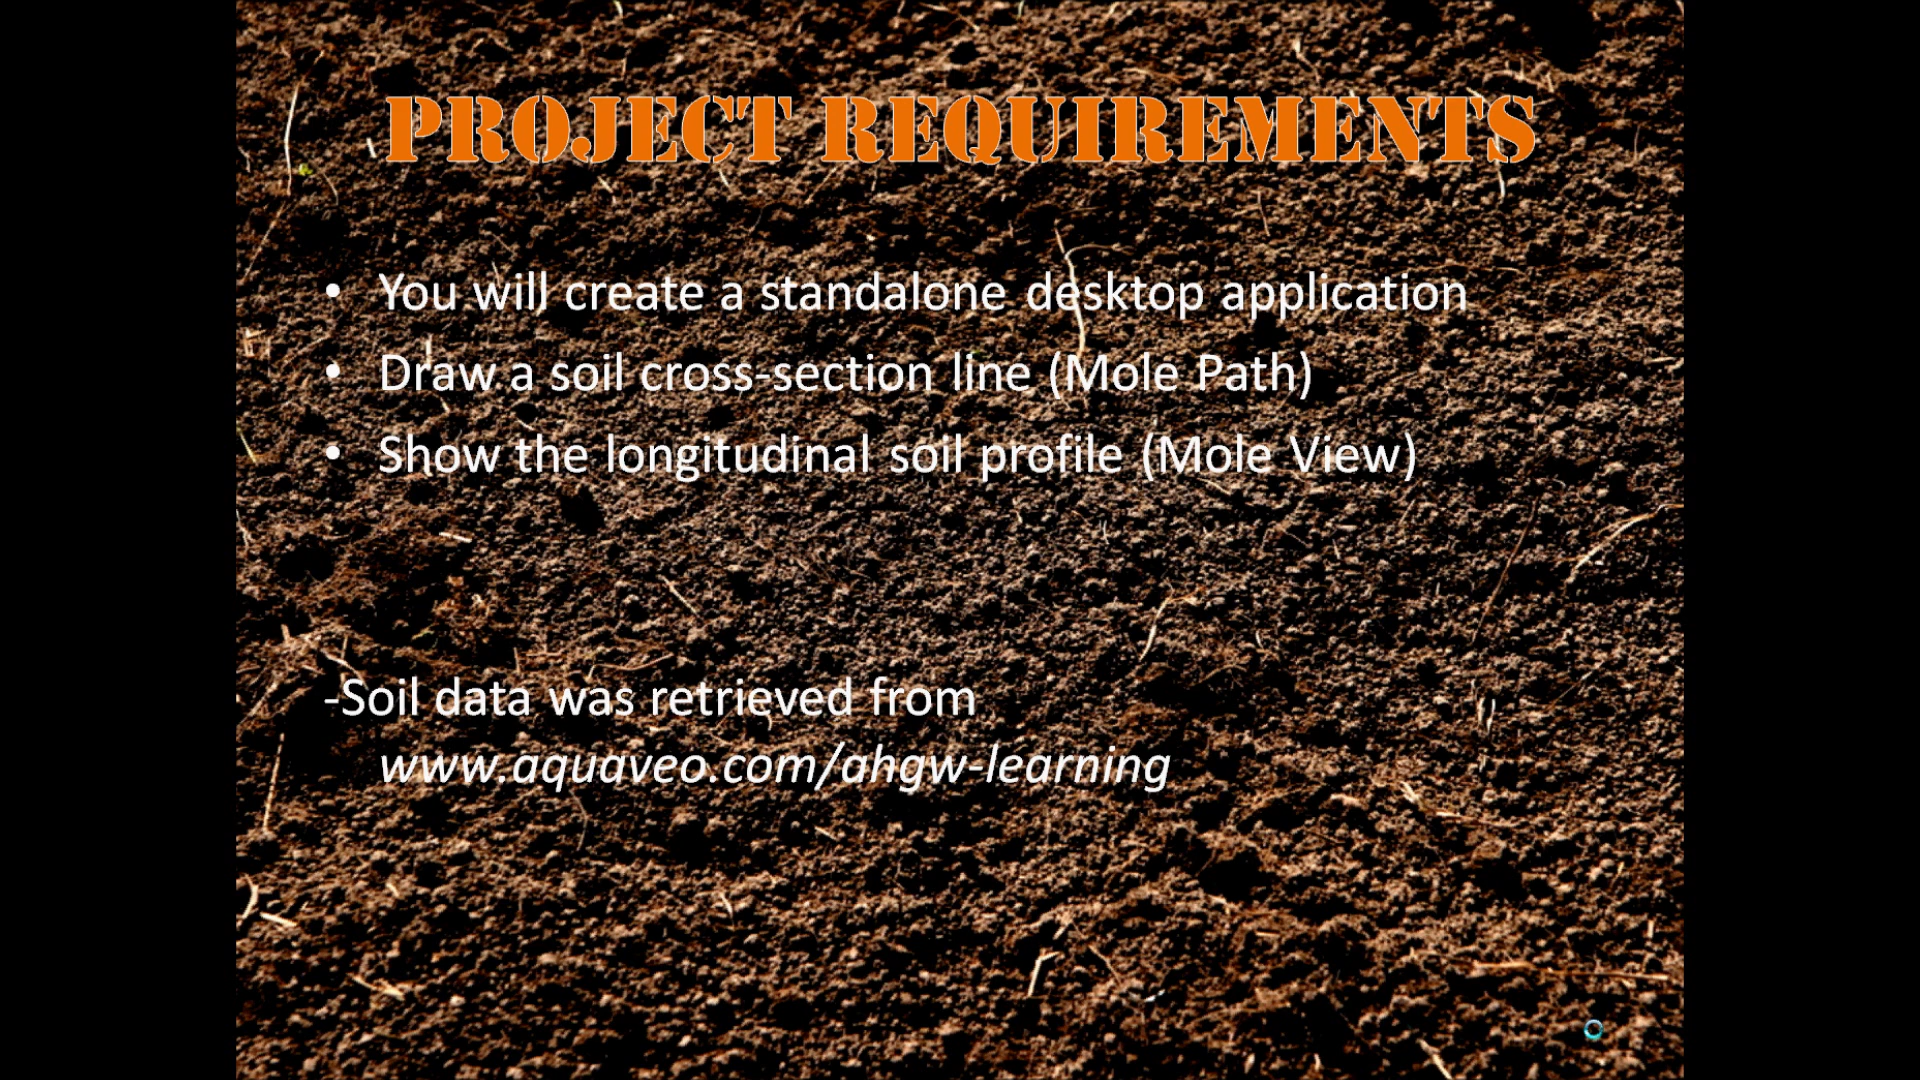 PROJECT REQUIREMENTS
• You will create a standalone desktop application
• Draw a soil cross-section line (Mole Path)
• Show the longitudinal soil profile (Mole View)
-Soil data was retrieved from
www.aquaveo.com/ahgw-learning